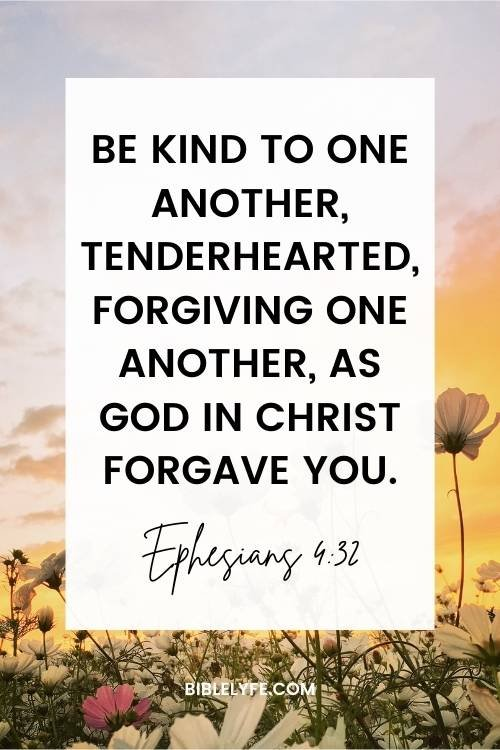 BE KIND TO ONE
ANOTHER,
TENDERHEARTED,
FORGIVING ONE
ANOTHER, AS
GOD IN CHRIST
FORGAVE YOU.
Ephesians 4:32
BIBLELYFE.COM